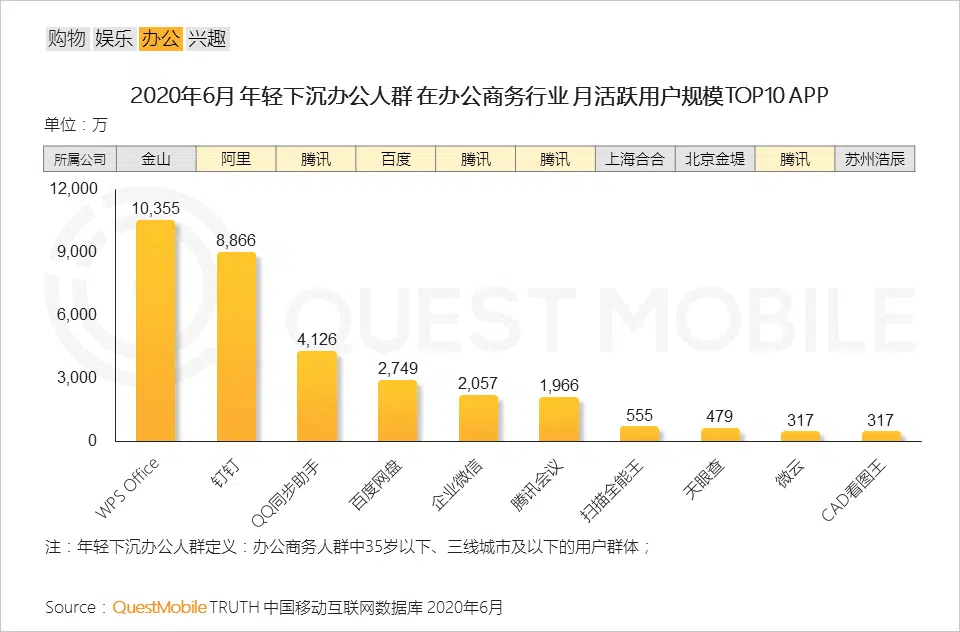 购物 娱乐 办公 兴趣
2020年6月 年轻下沉办公人群 在办公商务行业 月活跃用户规模TOP10 APP
单位：万
所属公司 金山 阿里 腾讯 百度 腾讯 腾讯 上海合合 北京金堤 腾讯 苏州浩辰
12,000
9,000
6,000
3,000
0
10,355 8,866 4,126 2,749 2,057 1,966 555 479 317 317
QUEST MOBILE
WPS Office 钉钉 QQ同步助手 百度网盘 企业微信 腾讯会议 扫描全能王 天眼查 微云 CAD看图王
注：年轻下沉办公人群定义：办公商务人群中35岁以下、三线城市及以下的用户群体；
Source：QuestMobile TRUTH 中国移动互联网数据库 2020年6月